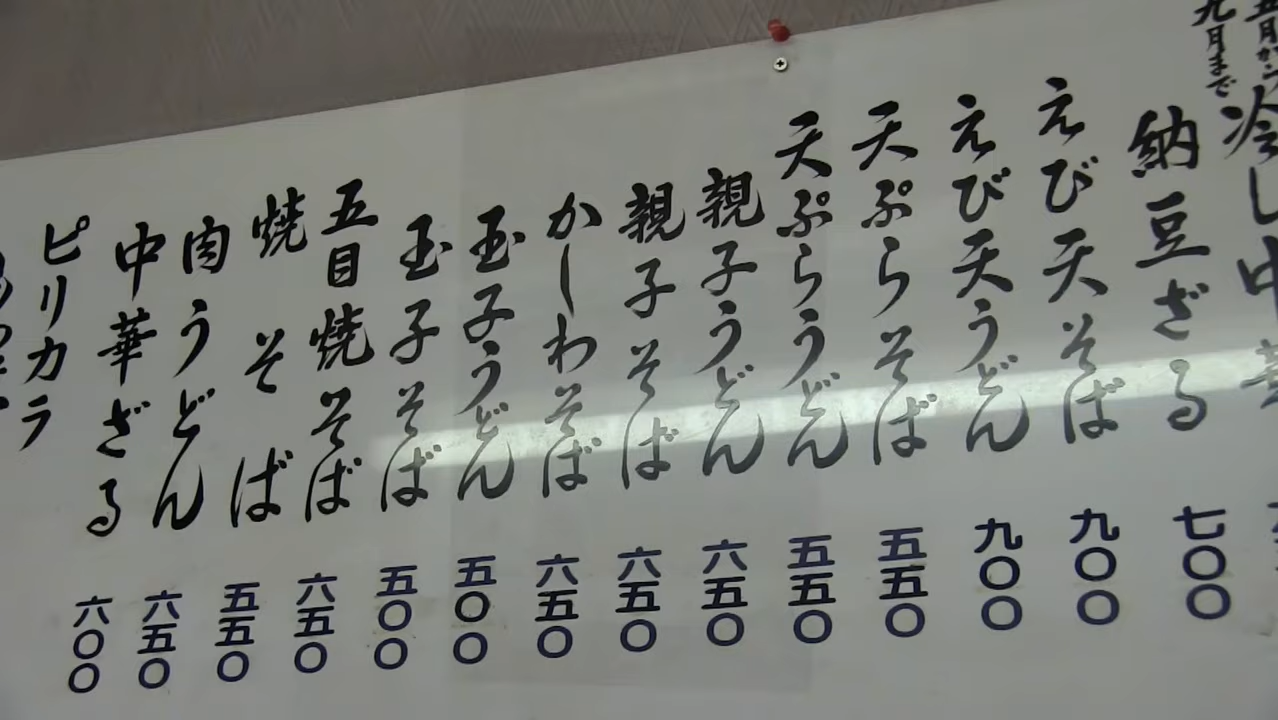 五月から
九月まで
冷し中華
納豆ざる 七〇〇
えび天そば 九〇〇
えび天うどん 九〇〇
天ぷらそば 五五〇
天ぷらうどん 五五〇
親子うどん 六五〇
親子そば 六五〇
かしわそば 六五〇
玉子うどん 五〇〇
玉子そば 五〇〇
五目焼そば 六五〇
焼そば 五五〇
肉うどん 六五〇
中華ざる 六〇〇
ピリカラ